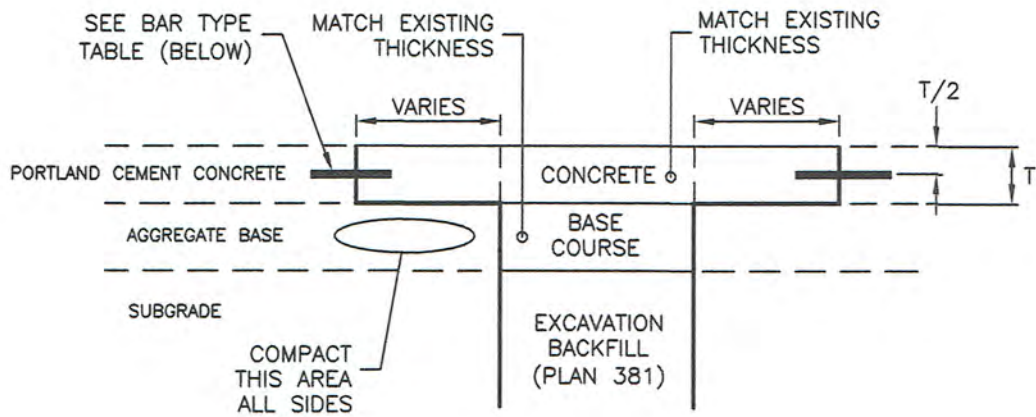 SEE BAR TYPE
TABLE (BELOW)
MATCH EXISTING
THICKNESS
MATCH EXISTING
THICKNESS
VARIES
VARIES
T/2
T
PORTLAND CEMENT CONCRETE
CONCRETE
AGGREGATE BASE
BASE
COURSE
SUBGRADE
EXCAVATION
BACKFILL
(PLAN 381)
COMPACT
THIS AREA
ALL SIDES